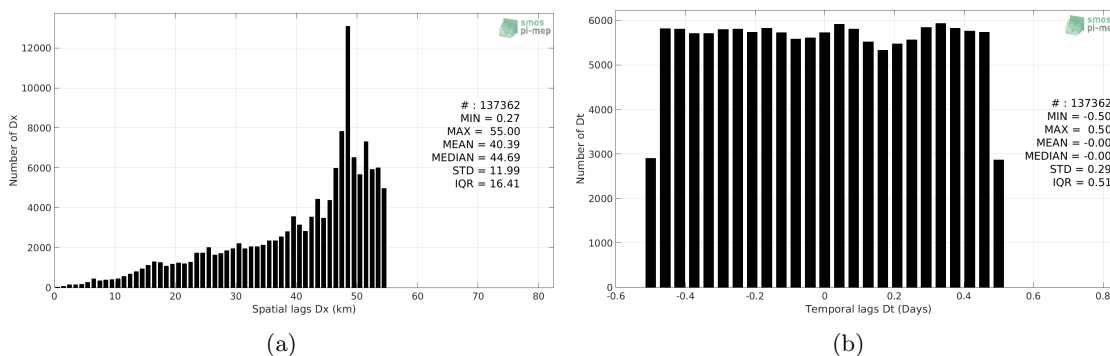 smos
pi-mep
12000
10000
8000
6000
4000
2000
0
Number of Dx
# : 137362
MIN = 0.27
MAX = 55.00
MEAN = 40.39
MEDIAN = 44.69
STD = 11.99
IQR = 16.41
0 10 20 30 40 50 60 70 80
Spatial lags Dx (km)
(a)
smos
pi-mep
6000
5000
4000
3000
2000
1000
0
Number of Dt
# : 137362
MIN = -0.50
MAX = 0.50
MEAN = -0.00
MEDIAN = -0.00
STD = 0.29
IQR = 0.51
-0.6 -0.4 -0.2 0 0.2 0.4 0.6 0.8
Temporal lags Dt (Days)
(b)